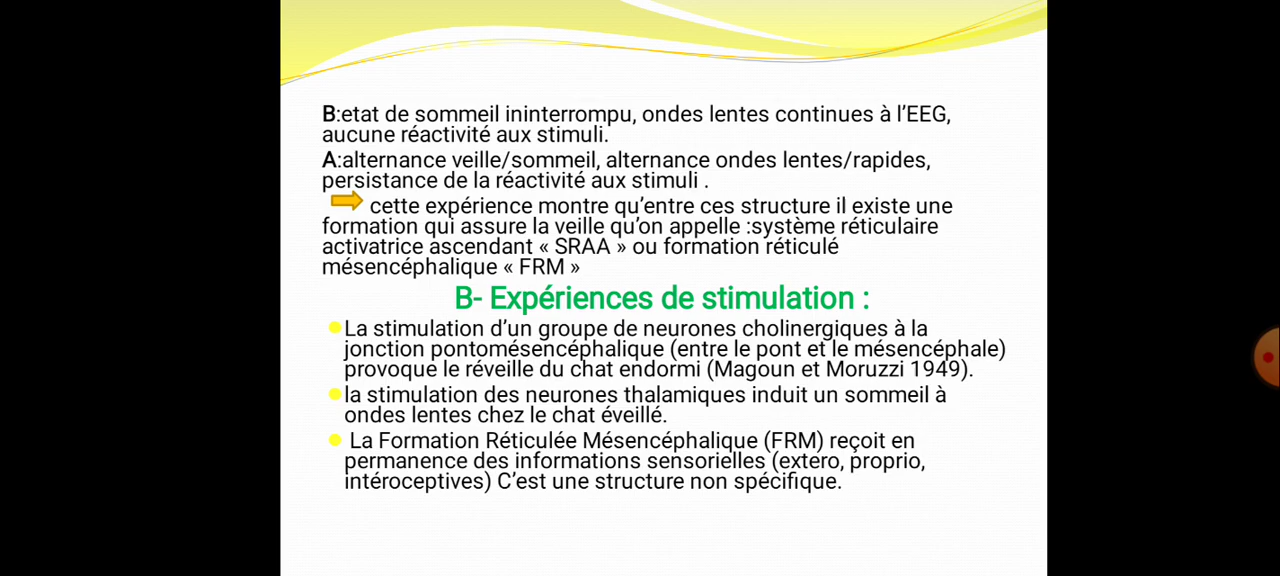 B:etat de sommeil ininterrompu, ondes lentes continues à l'EEG,
aucune réactivité aux stimuli.
A:alternance veille/sommeil, alternance ondes lentes/rapides,
persistance de la réactivité aux stimuli .
cette expérience montre qu'entre ces structure il existe une
formation qui assure la veille qu'on appelle :système réticulaire
activatrice ascendant « SRAA » ou formation réticulé
mésencéphalique « FRM »
B- Expériences de stimulation :
La stimulation d'un groupe de neurones cholinergiques à la
jonction pontomésencéphalique (entre le pont et le mésencéphale)
provoque le réveille du chat endormi (Magoun et Moruzzi 1949).
la stimulation des neurones thalamiques induit un sommeil à
ondes lentes chez le chat éveillé.
La Formation Réticulée Mésencéphalique (FRM) reçoit en
permanence des informations sensorielles (extero, proprio,
intéroceptives) C'est une structure non spécifique.